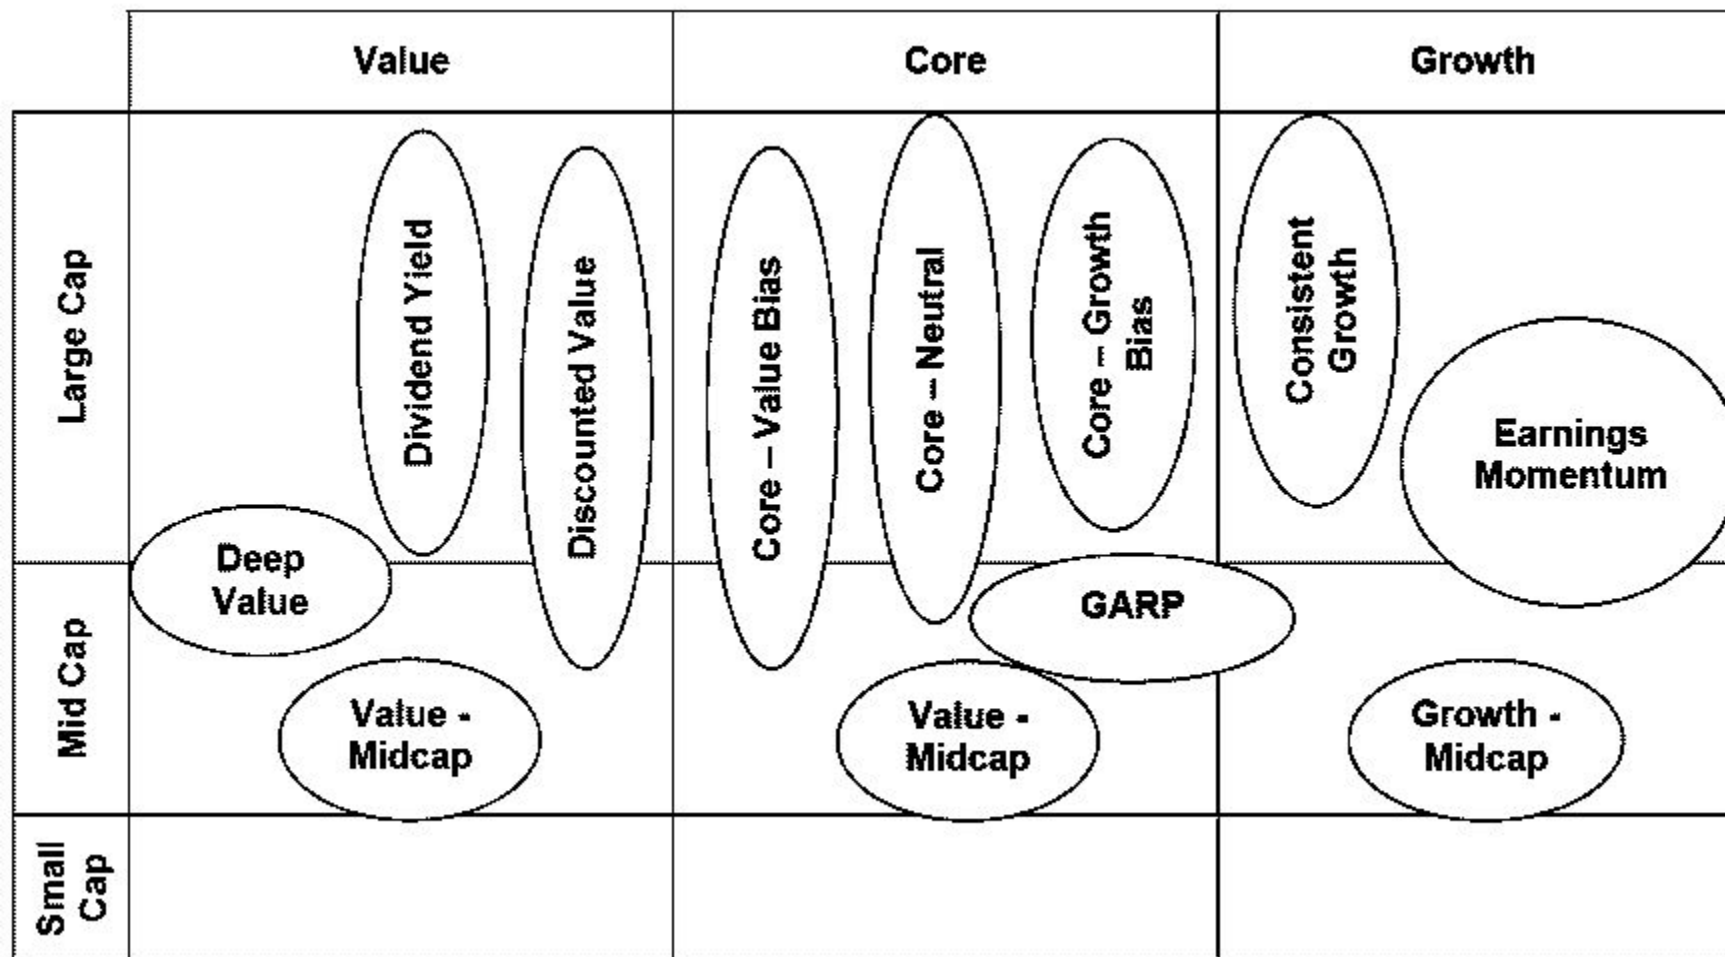 Value
Core
Growth
Large Cap
Dividend Yield
Discounted Value
Core – Value Bias
Core – Neutral
Core – Growth
Bias
Consistent
Growth
Earnings
Momentum
Deep
Value
GARP
Mid Cap
Value -
Midcap
Value -
Midcap
Growth -
Midcap
Small
Cap